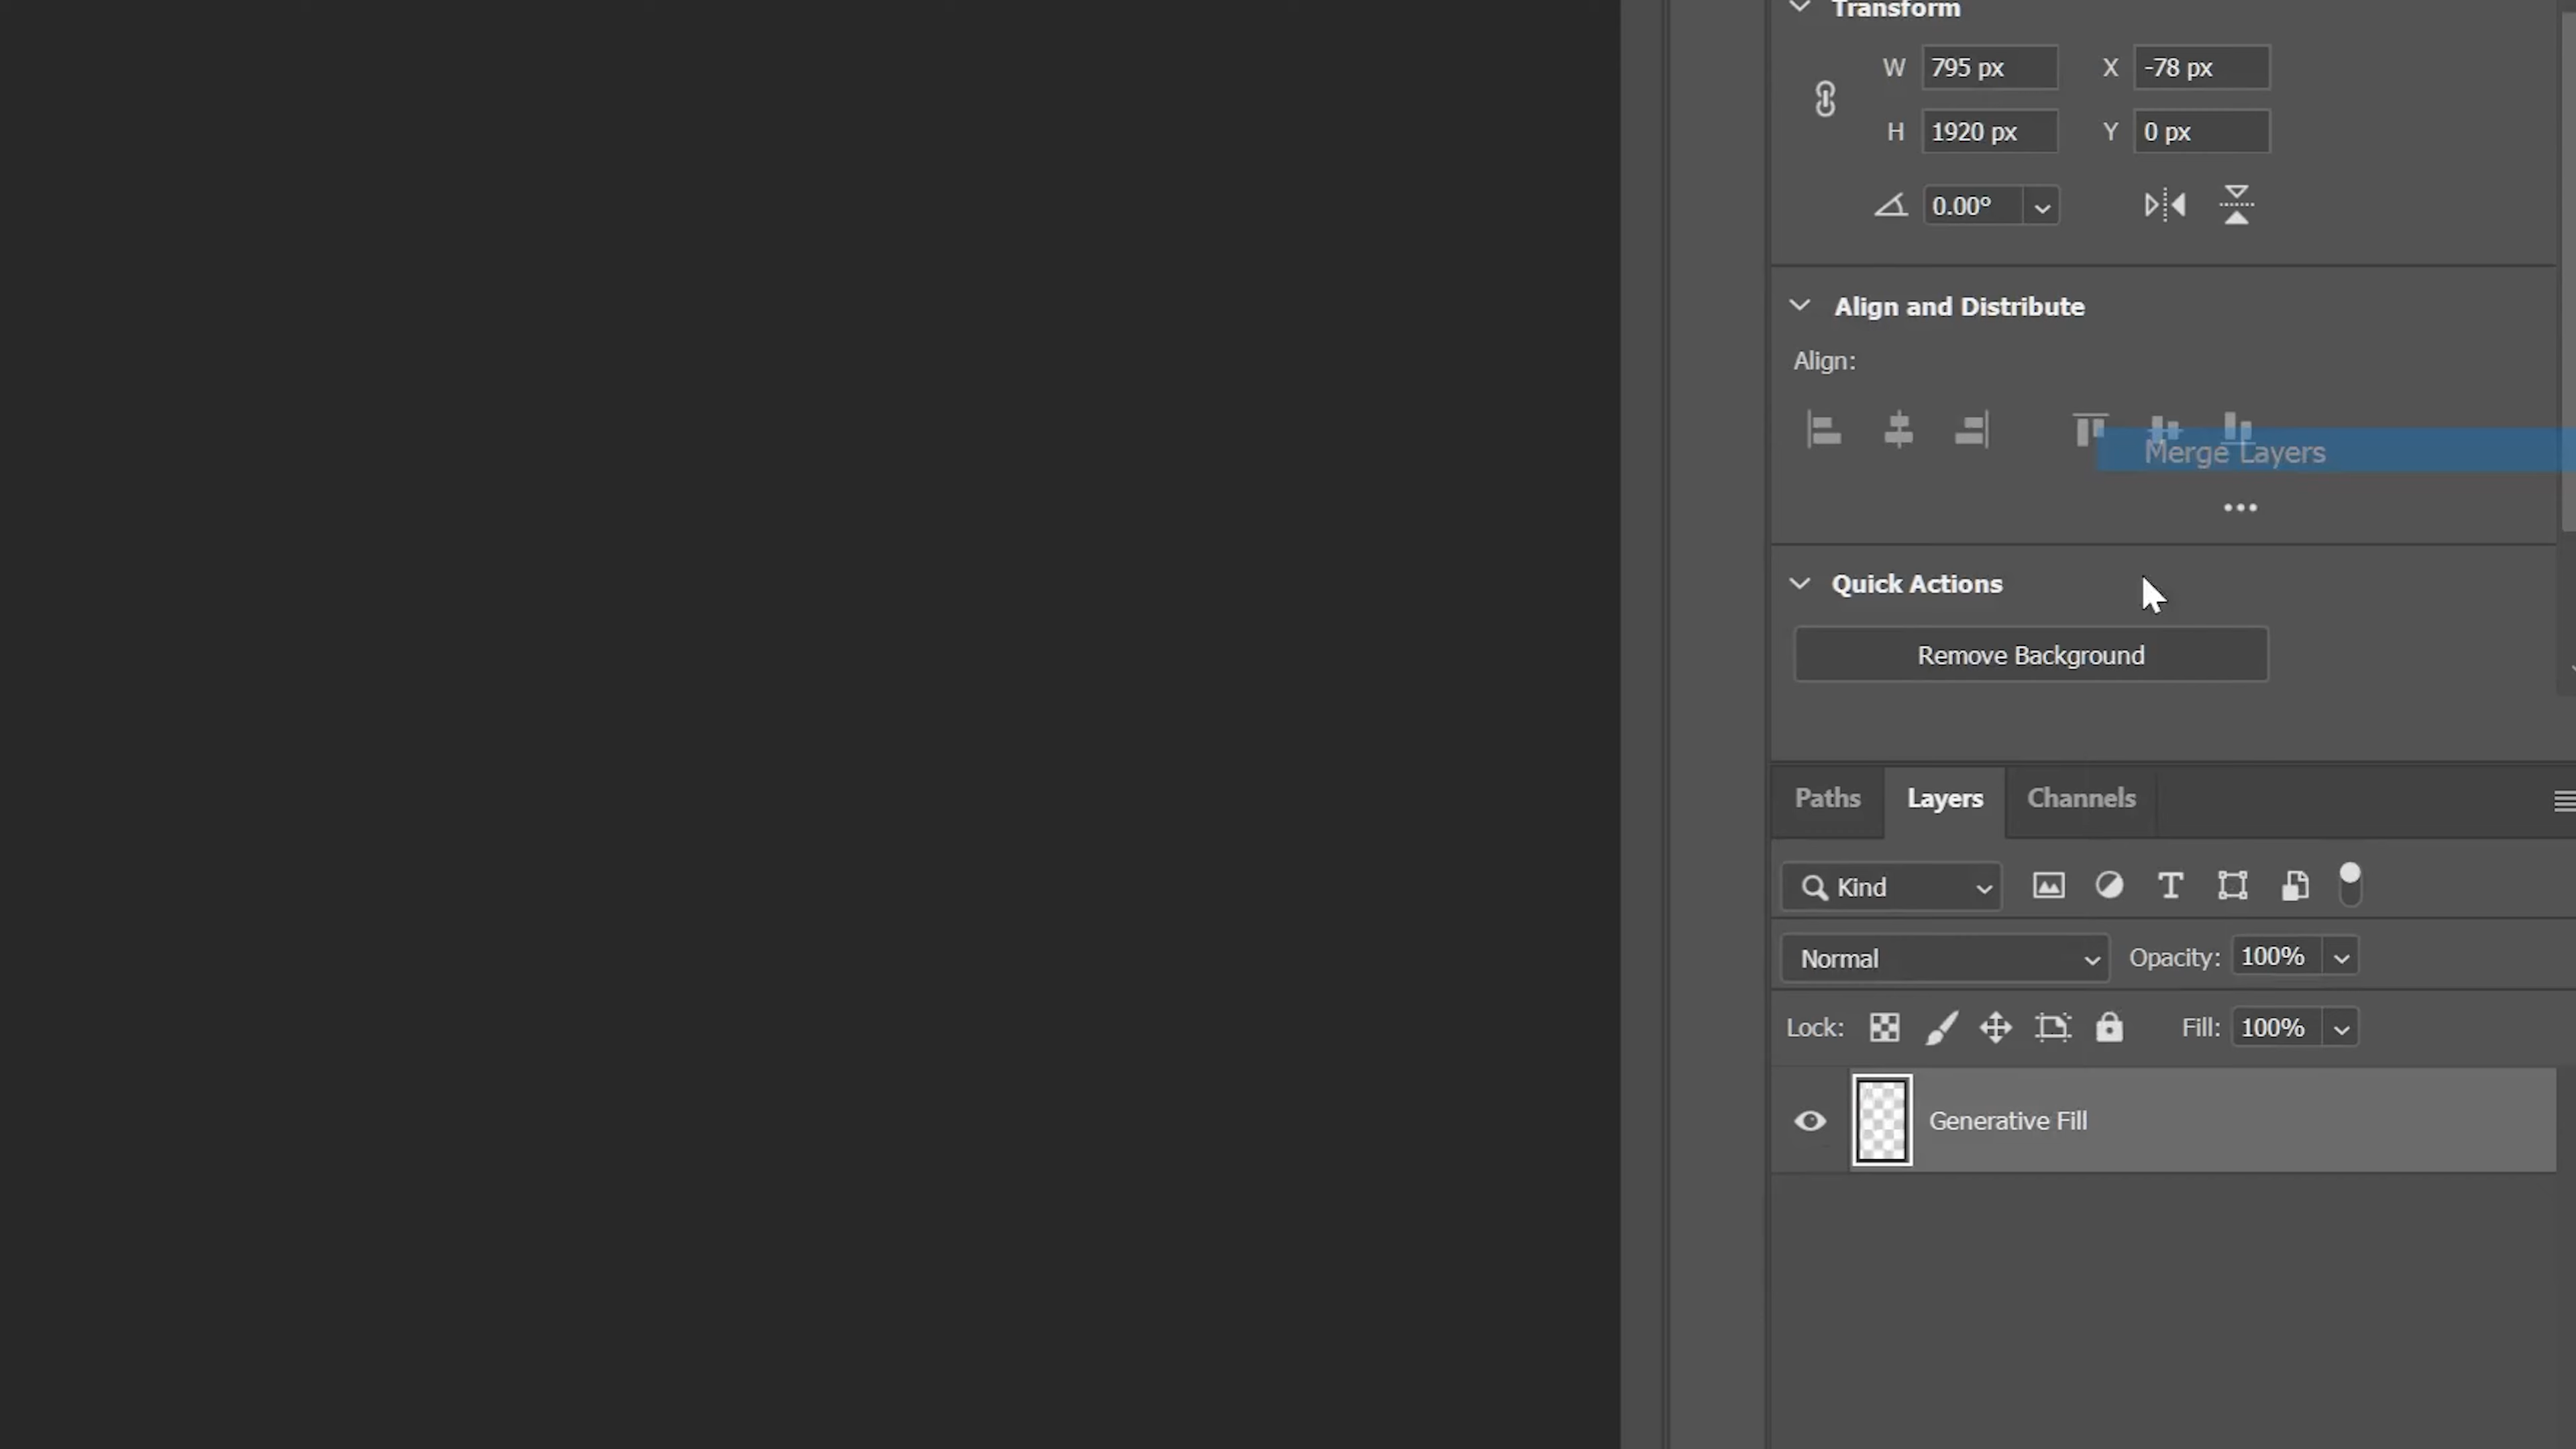 Transform
W 795 px X -78 px
H 1920 px Y 0 px
0.00°
Align and Distribute
Align:
Merge Layers
Quick Actions
Remove Background
Paths Layers Channels
Kind
Normal Opacity: 100%
Lock: Fill: 100%
Generative Fill